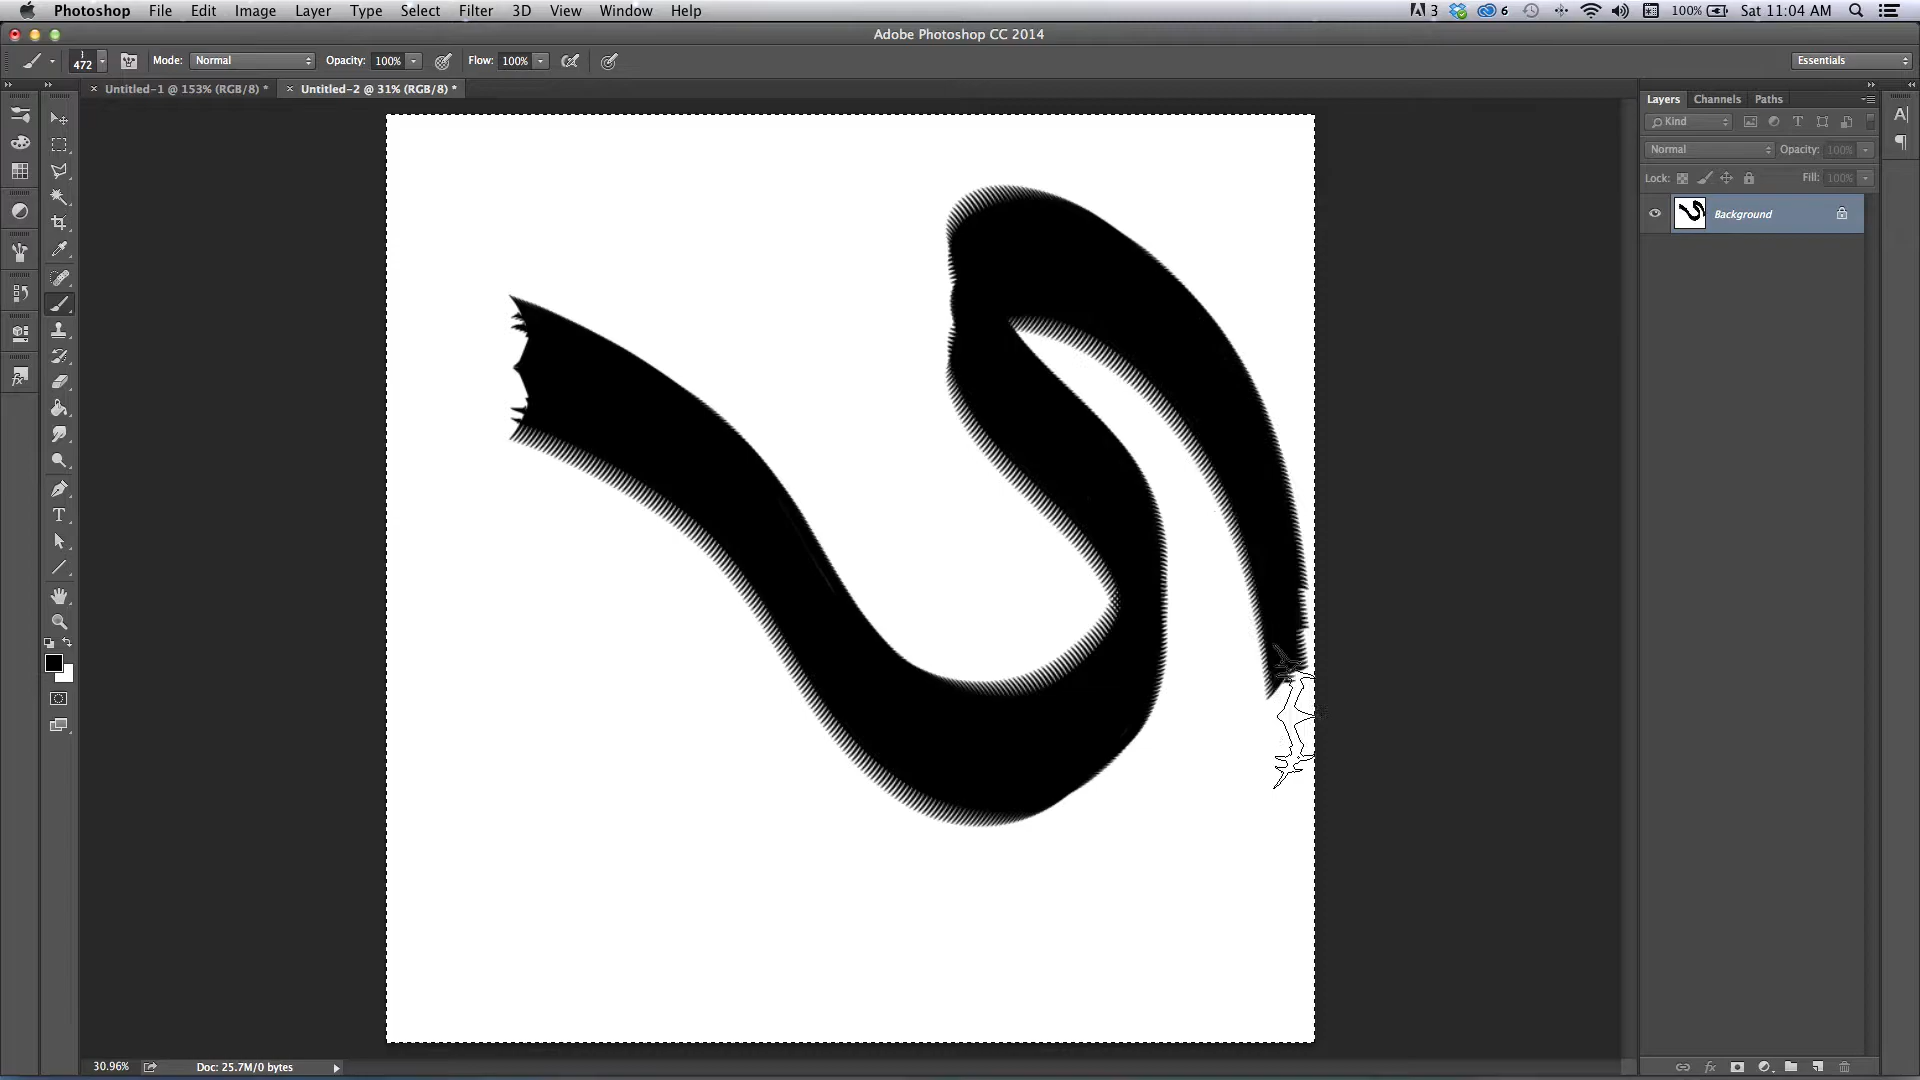 Photoshop File Edit Image Layer Type Select Filter 3D View Window Help 3 6 100% Sat 11:04 AM
Adobe Photoshop CC 2014
472 Mode: Normal Opacity: 100% Flow: 100% Essentials
Untitled-1 @ 153% (RGB/8) * Untitled-2 @ 31% (RGB/8) *
Layers Channels Paths
Kind
Normal Opacity: 100%
Lock: Fill: 100%
Background
30.96% Doc: 25.7M/0 bytes